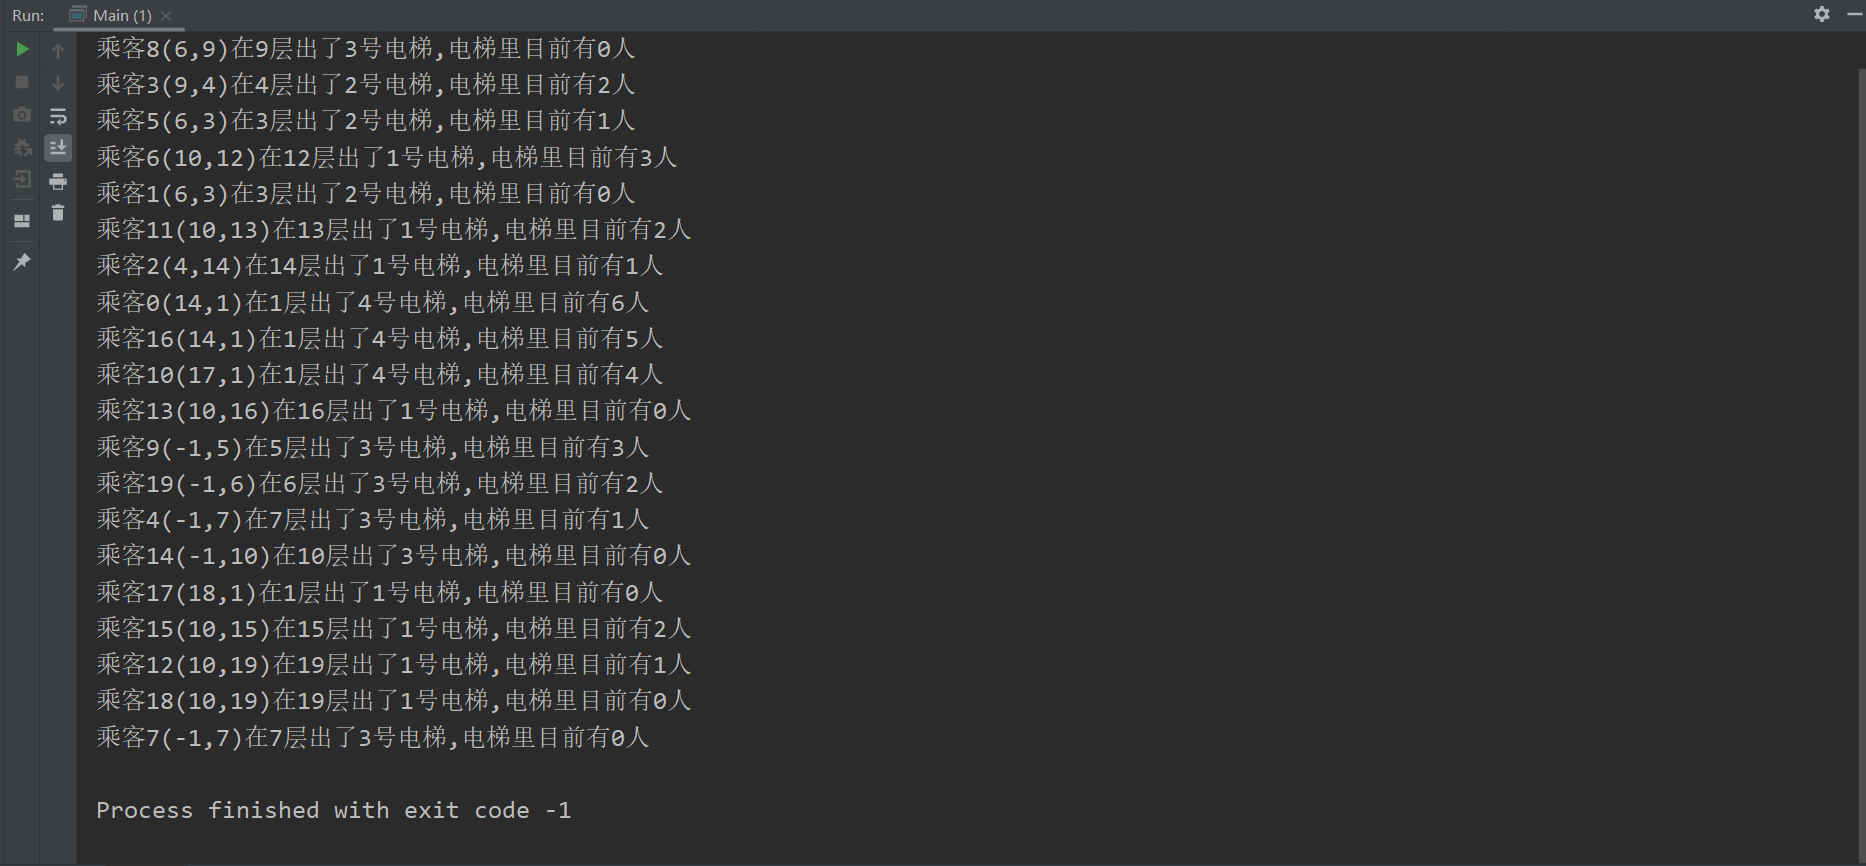 Run: Main (1)
乘客8(6,9)在9层出了3号电梯,电梯里目前有0人
乘客3(9,4)在4层出了2号电梯,电梯里目前有2人
乘客5(6,3)在3层出了2号电梯,电梯里目前有1人
乘客6(10,12)在12层出了1号电梯,电梯里目前有3人
乘客1(6,3)在3层出了2号电梯,电梯里目前有0人
乘客11(10,13)在13层出了1号电梯,电梯里目前有2人
乘客2(4,14)在14层出了1号电梯,电梯里目前有1人
乘客0(14,1)在1层出了4号电梯,电梯里目前有6人
乘客16(14,1)在1层出了4号电梯,电梯里目前有5人
乘客10(17,1)在1层出了4号电梯,电梯里目前有4人
乘客13(10,16)在16层出了1号电梯,电梯里目前有0人
乘客9(-1,5)在5层出了3号电梯,电梯里目前有3人
乘客19(-1,6)在6层出了3号电梯,电梯里目前有2人
乘客4(-1,7)在7层出了3号电梯,电梯里目前有1人
乘客14(-1,10)在10层出了3号电梯,电梯里目前有0人
乘客17(18,1)在1层出了1号电梯,电梯里目前有0人
乘客15(10,15)在15层出了1号电梯,电梯里目前有2人
乘客12(10,19)在19层出了1号电梯,电梯里目前有1人
乘客18(10,19)在19层出了1号电梯,电梯里目前有0人
乘客7(-1,7)在7层出了3号电梯,电梯里目前有0人
Process finished with exit code -1